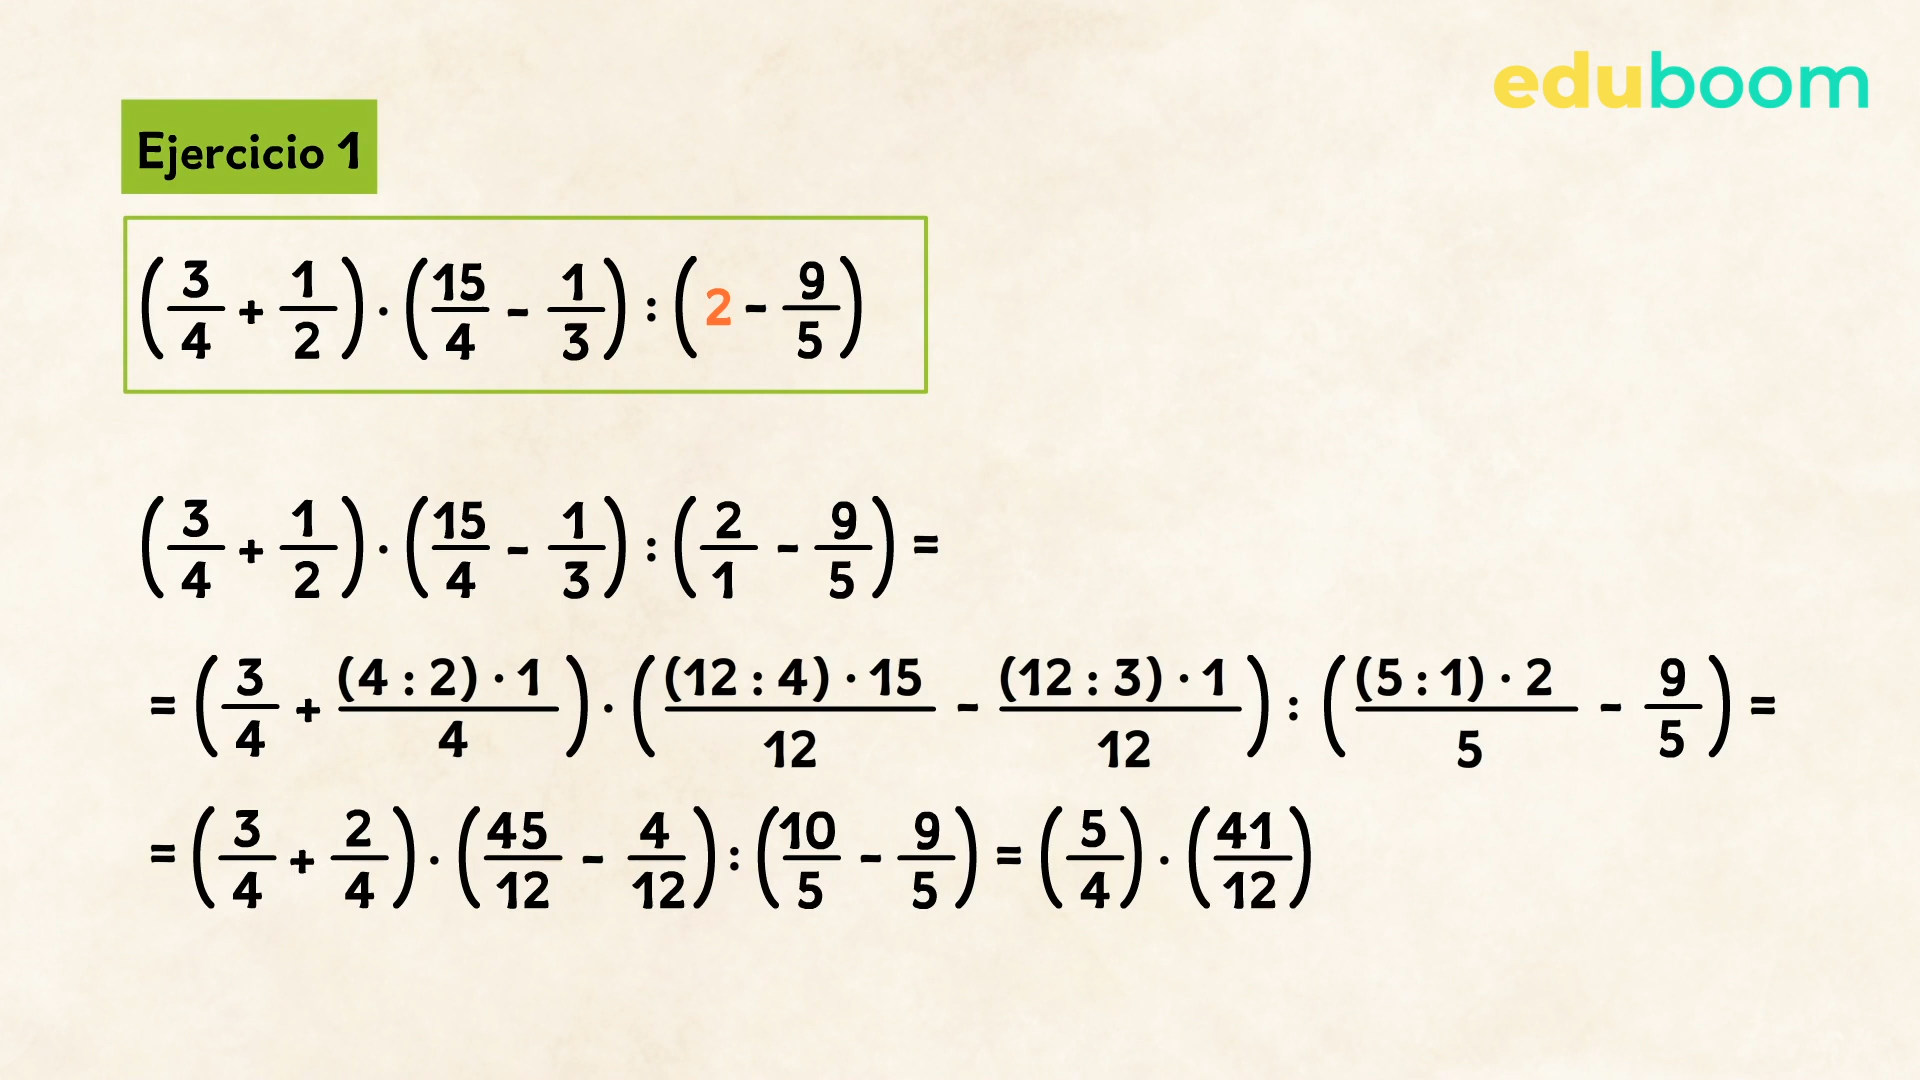 eduboom
Ejercicio 1
(3/4 + 1/2) · (15/4 - 1/3) : (2 - 9/5)
(3/4 + 1/2) · (15/4 - 1/3) : (2/1 - 9/5) =
= (3/4 + (4 : 2) · 1/4) · ((12 : 4) · 15/12 - (12 : 3) · 1/12) : ((5 : 1) · 2/5 - 9/5) =
= (3/4 + 2/4) · (45/12 - 4/12) : (10/5 - 9/5) = (5/4) · (41/12)